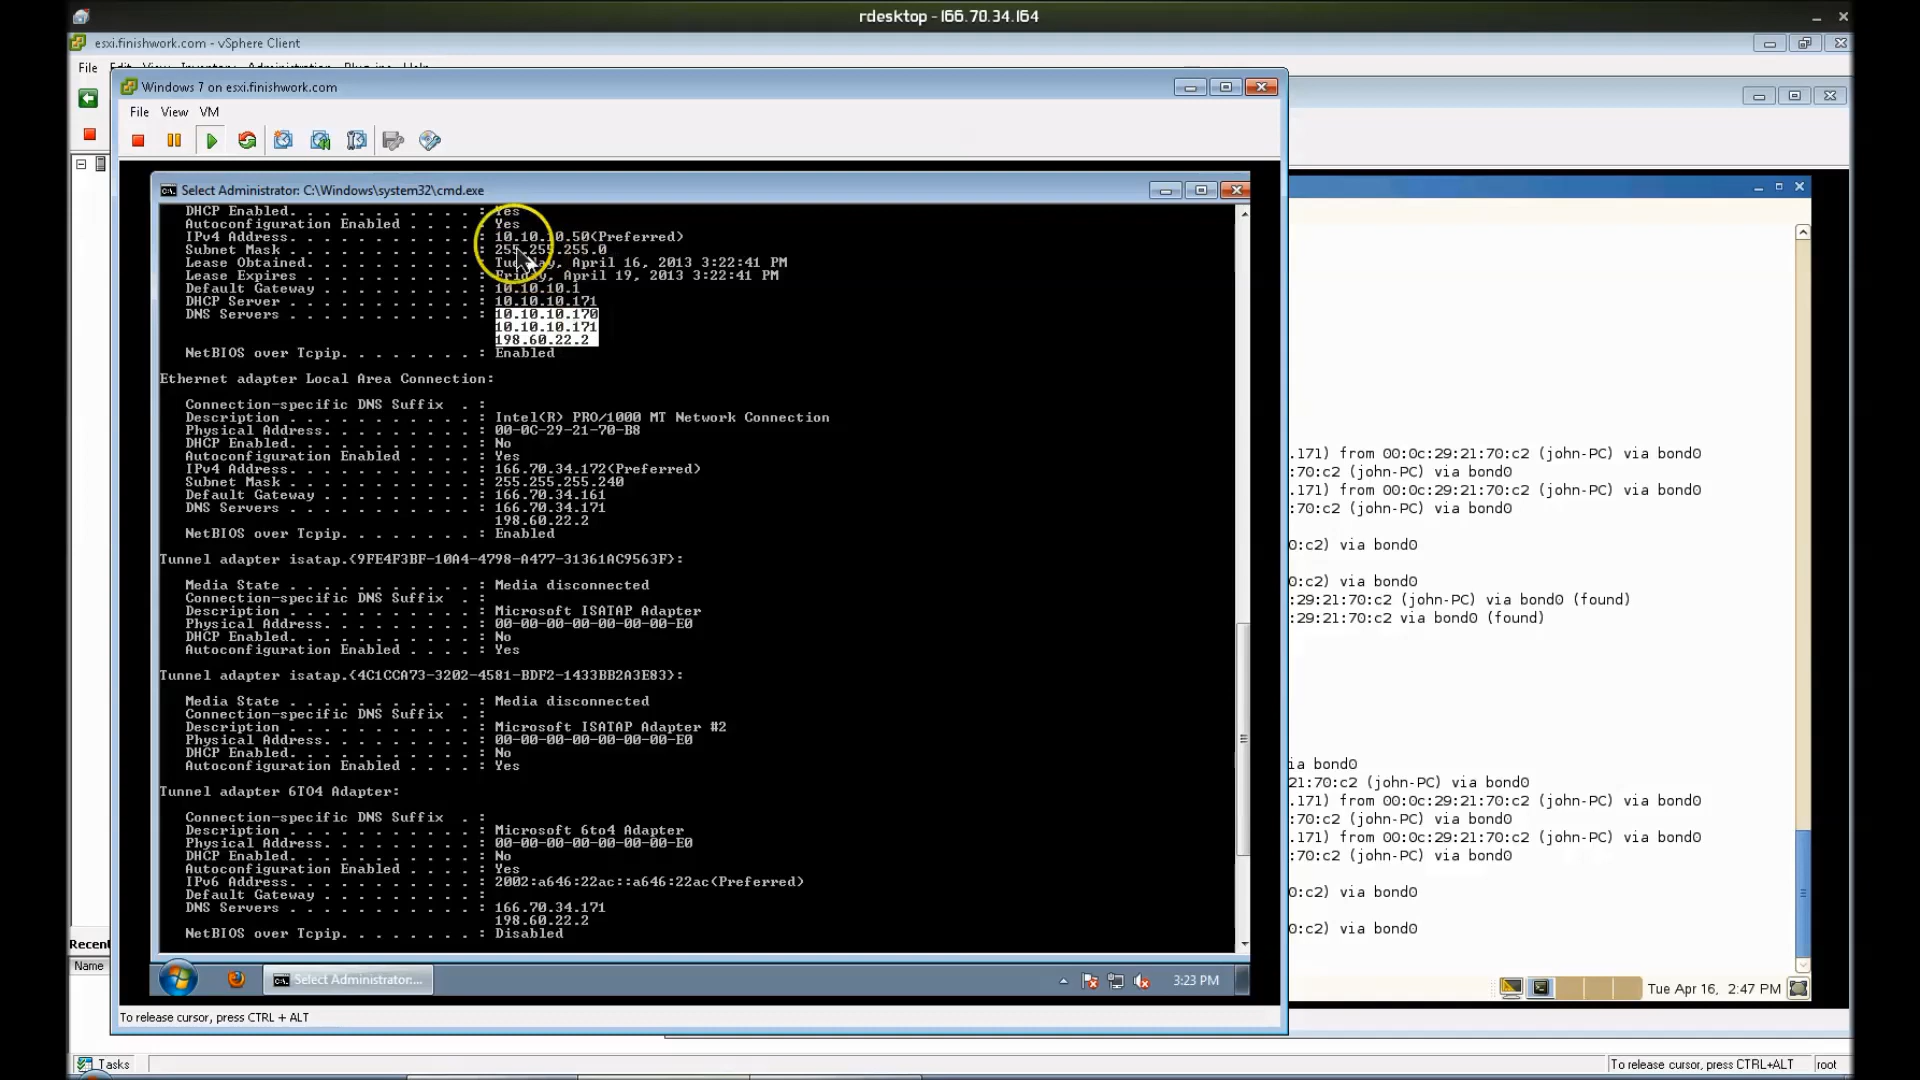 rdesktop - 166.70.34.164
esxi.finishwork.com - vSphere Client
File Edit View Inventory Administration Plug-ins Help
Windows 7 on esxi.finishwork.com
File View VM
Select Administrator: C:\Windows\system32\cmd.exe
DHCP Enabled. . . . . . . . . . . : Yes
Autoconfiguration Enabled . . . . : Yes
IPv4 Address. . . . . . . . . . . : 10.10.10.50(Preferred)
Subnet Mask . . . . . . . . . . . : 255.255.255.0
Lease Obtained. . . . . . . . . . : Tuesday, April 16, 2013 3:22:41 PM
Lease Expires . . . . . . . . . . : Friday, April 19, 2013 3:22:41 PM
Default Gateway . . . . . . . . . : 10.10.10.1
DHCP Server . . . . . . . . . . . : 10.10.10.171
DNS Servers . . . . . . . . . . . : 10.10.10.170
10.10.10.171
198.60.22.2
NetBIOS over Tcpip. . . . . . . . : Enabled
Ethernet adapter Local Area Connection:
Connection-specific DNS Suffix . :
Description . . . . . . . . . . . : Intel(R) PRO/1000 MT Network Connection
Physical Address. . . . . . . . . : 00-0C-29-21-70-B8
DHCP Enabled. . . . . . . . . . . : No
Autoconfiguration Enabled . . . . : Yes
IPv4 Address. . . . . . . . . . . : 166.70.34.172(Preferred)
Subnet Mask . . . . . . . . . . . : 255.255.255.240
Default Gateway . . . . . . . . . : 166.70.34.161
DNS Servers . . . . . . . . . . . : 166.70.34.171
198.60.22.2
NetBIOS over Tcpip. . . . . . . . : Enabled
Tunnel adapter isatap.{9FE4F3BF-10A4-4798-A477-31361AC9563F}:
Media State . . . . . . . . . . . : Media disconnected
Connection-specific DNS Suffix . :
Description . . . . . . . . . . . : Microsoft ISATAP Adapter
Physical Address. . . . . . . . . : 00-00-00-00-00-00-00-E0
DHCP Enabled. . . . . . . . . . . : No
Autoconfiguration Enabled . . . . : Yes
Tunnel adapter isatap.{4C1CCA73-3202-4581-BDF2-1433BB2A3E83}:
Media State . . . . . . . . . . . : Media disconnected
Connection-specific DNS Suffix . :
Description . . . . . . . . . . . : Microsoft ISATAP Adapter #2
Physical Address. . . . . . . . . : 00-00-00-00-00-00-00-E0
DHCP Enabled. . . . . . . . . . . : No
Autoconfiguration Enabled . . . . : Yes
Tunnel adapter 6TO4 Adapter:
Connection-specific DNS Suffix . :
Description . . . . . . . . . . . : Microsoft 6to4 Adapter
Physical Address. . . . . . . . . : 00-00-00-00-00-00-00-E0
DHCP Enabled. . . . . . . . . . . : No
Autoconfiguration Enabled . . . . : Yes
IPv6 Address. . . . . . . . . . . : 2002:a646:22ac::a646:22ac(Preferred)
Default Gateway . . . . . . . . . :
DNS Servers . . . . . . . . . . . : 166.70.34.171
198.60.22.2
NetBIOS over Tcpip. . . . . . . . : Disabled
Select Administrator:...
3:23 PM
To release cursor, press CTRL + ALT
.171) from 00:0c:29:21:70:c2 (john-PC) via bond0
:70:c2 (john-PC) via bond0
.171) from 00:0c:29:21:70:c2 (john-PC) via bond0
:70:c2 (john-PC) via bond0
0:c2) via bond0
0:c2) via bond0
:29:21:70:c2 (john-PC) via bond0 (found)
:29:21:70:c2 via bond0 (found)
ia bond0
21:70:c2 (john-PC) via bond0
.171) from 00:0c:29:21:70:c2 (john-PC) via bond0
:70:c2 (john-PC) via bond0
.171) from 00:0c:29:21:70:c2 (john-PC) via bond0
:70:c2 (john-PC) via bond0
0:c2) via bond0
0:c2) via bond0
Tue Apr 16, 2:47 PM
Recent
Name
Tasks
To release cursor, press CTRL+ALT
root